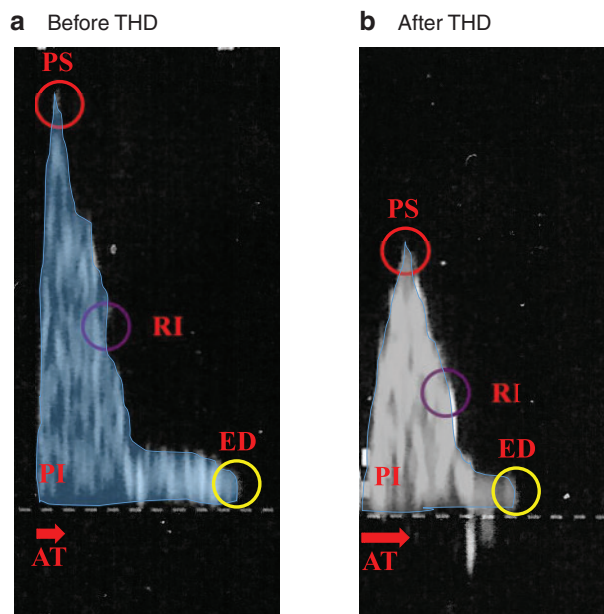 a Before THD
PS
RI
ED
PI
AT
b After THD
PS
RI
ED
PI
AT